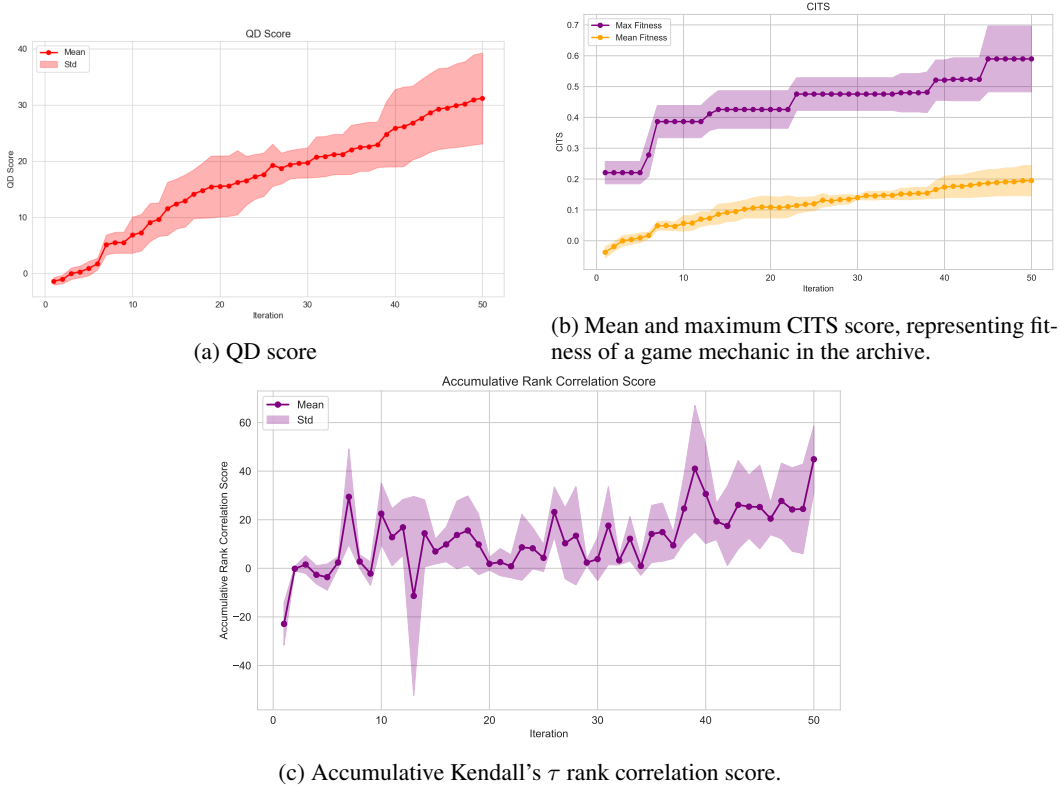 QD Score
Mean
Std
40
30
20
10
0
QD Score
0 10 20 30 40 50
Iteration
(a) QD score
CITS
Max Fitness
Mean Fitness
0.7
0.6
0.5
0.4
0.3
0.2
0.1
0.0
CITS
0 10 20 30 40 50
Iteration
(b) Mean and maximum CITS score, representing fit-
ness of a game mechanic in the archive.
Accumulative Rank Correlation Score
Mean
Std
60
40
20
0
−20
−40
Accumulative Rank Correlation Score
0 10 20 30 40 50
Iteration
(c) Accumulative Kendall's τ rank correlation score.